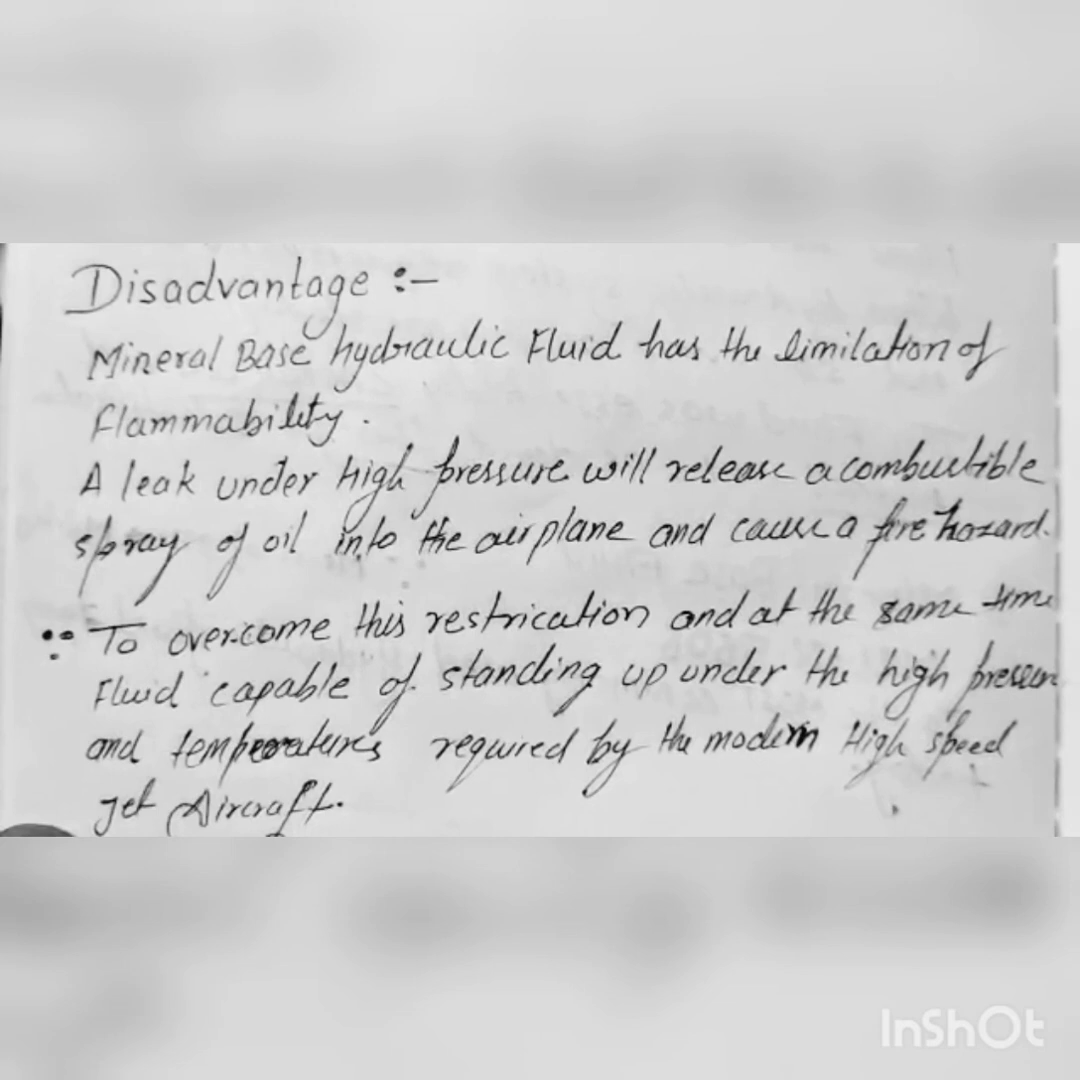 Disadvantage :-
Mineral Base hydraulic Fluid has the limitation of
flammability.
A leak under high pressure will release a combustible
spray of oil into the airplane and cause a fire hazard.
∵ To overcome this restrication and at the same time
Fluid capable of standing up under the high pressure
and temperatures required by the modern High speed
jet Aircraft.
InShOt